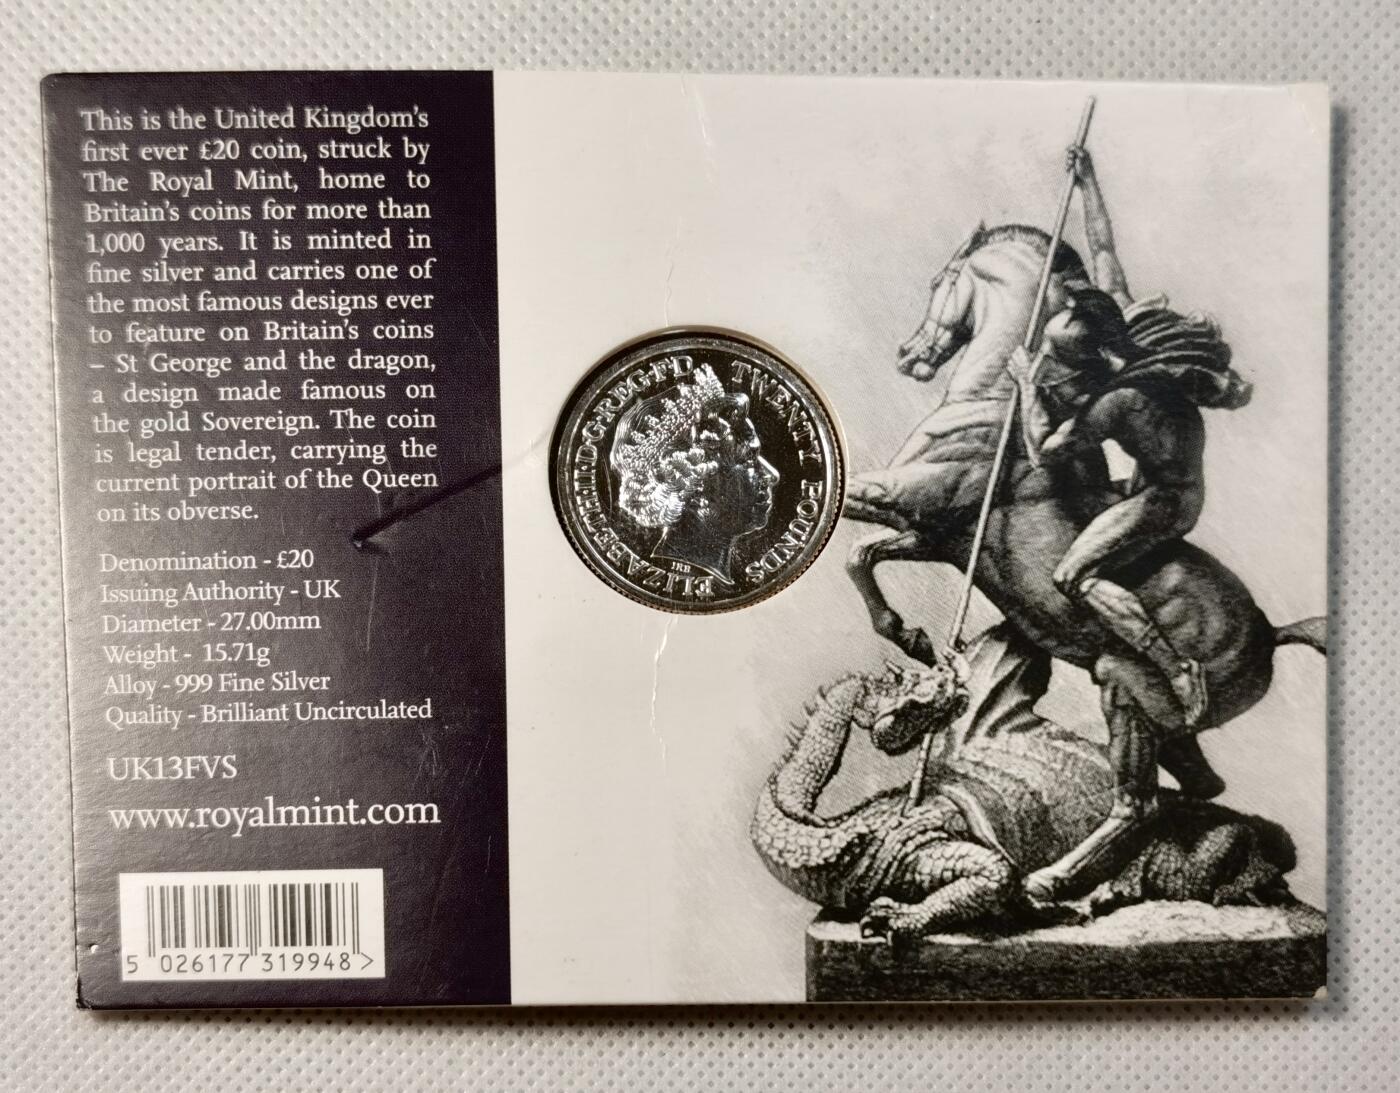 This is the United Kingdom's
first ever £20 coin, struck by
The Royal Mint, home to
Britain's coins for more than
1,000 years. It is minted in
fine silver and carries one of
the most famous designs ever
to feature on Britain's coins
– St George and the dragon,
a design made famous on
the gold Sovereign. The coin
is legal tender, carrying the
current portrait of the Queen
on its obverse.
Denomination - £20
Issuing Authority - UK
Diameter - 27.00mm
Weight - 15.71g
Alloy - 999 Fine Silver
Quality - Brilliant Uncirculated
UK13FVS
www.royalmint.com
5 026177 319948 >
ELIZABETH·II·D·G·REG·F·D
TWENTY POUNDS
IRB